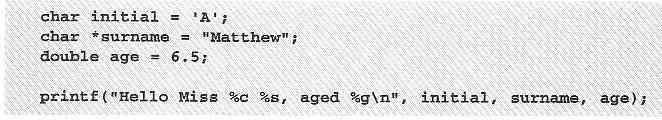 char initial = 'A';
char *surname = "Matthew";
double age = 6.5;
printf("Hello Miss %c %s, aged %g\n", initial, surname, age);